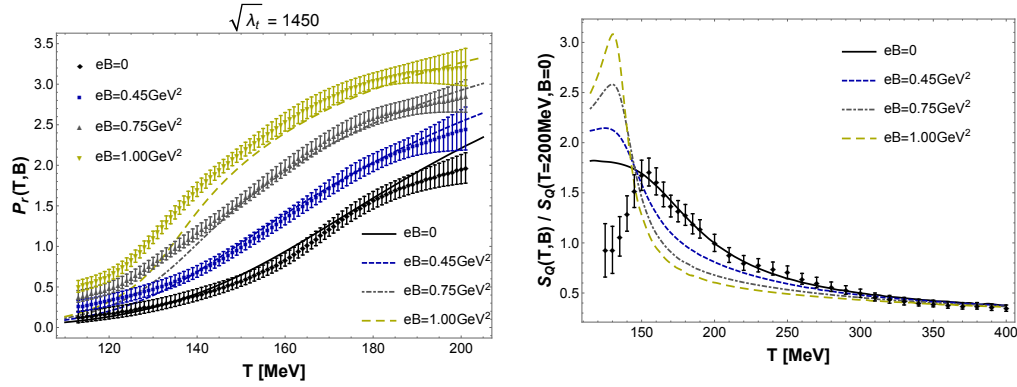 √λ_t = 1450
P_r(T,B)
3.5
3.0
2.5
2.0
1.5
1.0
0.5
0.0
eB=0
eB=0.45GeV²
eB=0.75GeV²
eB=1.00GeV²
eB=0
eB=0.45GeV²
eB=0.75GeV²
eB=1.00GeV²
120 140 160 180 200
T [MeV]
S_Q(T,B) / S_Q(T=200MeV,B=0)
3.0
2.5
2.0
1.5
1.0
0.5
eB=0
eB=0.45GeV²
eB=0.75GeV²
eB=1.00GeV²
150 200 250 300 350 400
T [MeV]